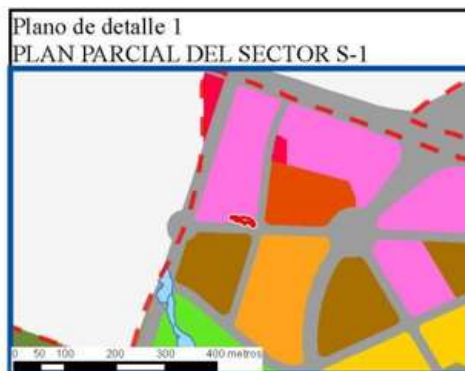 Plano de detalle 1
PLAN PARCIAL DEL SECTOR S-1
0 50 100 200 300 400 metros